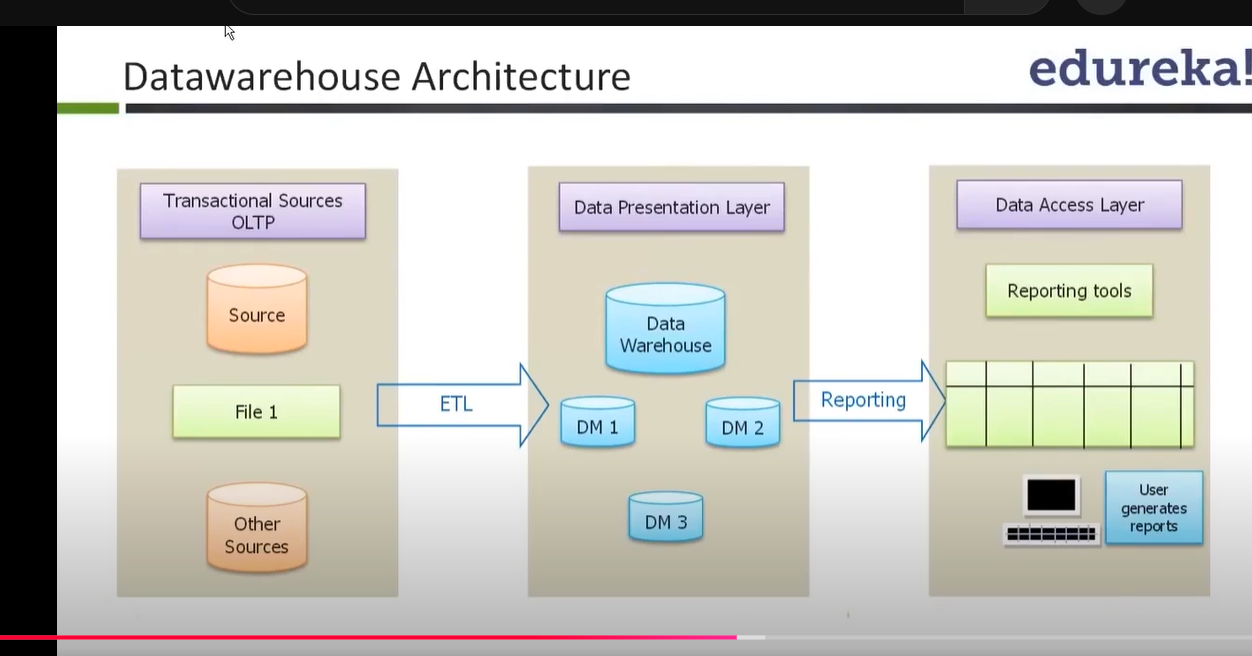 Datawarehouse Architecture
edureka!
Transactional Sources
OLTP
Source
File 1
Other
Sources
ETL
Data Presentation Layer
Data
Warehouse
DM 1
DM 2
DM 3
Reporting
Data Access Layer
Reporting tools
User
generates
reports